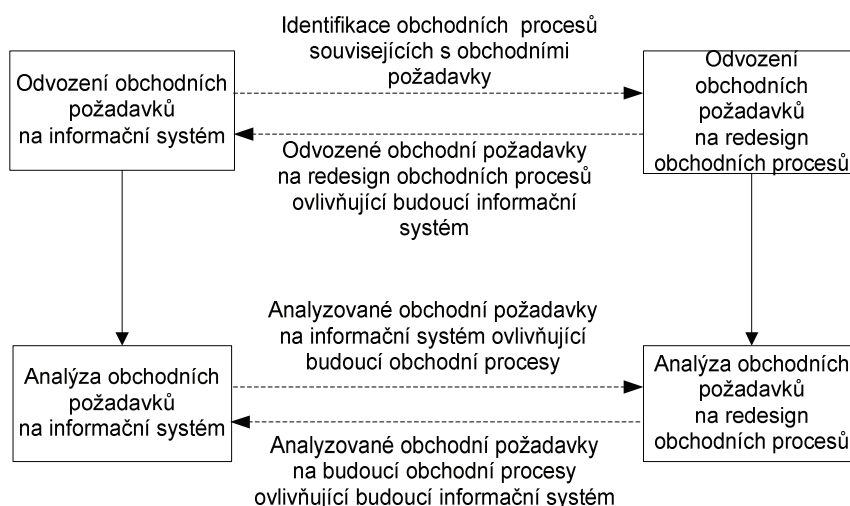 Identifikace obchodních procesů
souvisejících s obchodními
požadavky
Odvození obchodních
požadavků
na informační systém
Odvození
obchodních
požadavků
na redesign
obchodních procesů
Odvozené obchodní požadavky
na redesign obchodních procesů
ovlivňující budoucí informační
systém
Analyzované obchodní požadavky
na informační systém ovlivňující
budoucí obchodní procesy
Analýza obchodních
požadavků
na informační systém
Analýza obchodních
požadavků
na redesign
obchodních procesů
Analyzované obchodní požadavky
na budoucí obchodní procesy
ovlivňující budoucí informační systém